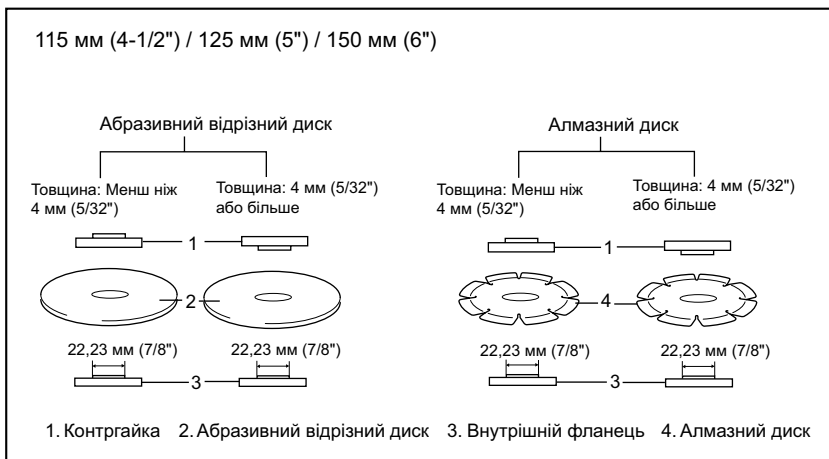 115 мм (4-1/2") / 125 мм (5") / 150 мм (6")
Абразивний відрізний диск
Алмазний диск
Товщина: Менш ніж
4 мм (5/32")
Товщина: 4 мм (5/32")
або більше
Товщина: Менш ніж
4 мм (5/32")
Товщина: 4 мм (5/32")
або більше
1
1
2
4
22,23 мм (7/8")
22,23 мм (7/8")
22,23 мм (7/8")
22,23 мм (7/8")
3
3
1. Контргайка 2. Абразивний відрізний диск 3. Внутрішній фланець 4. Алмазний диск